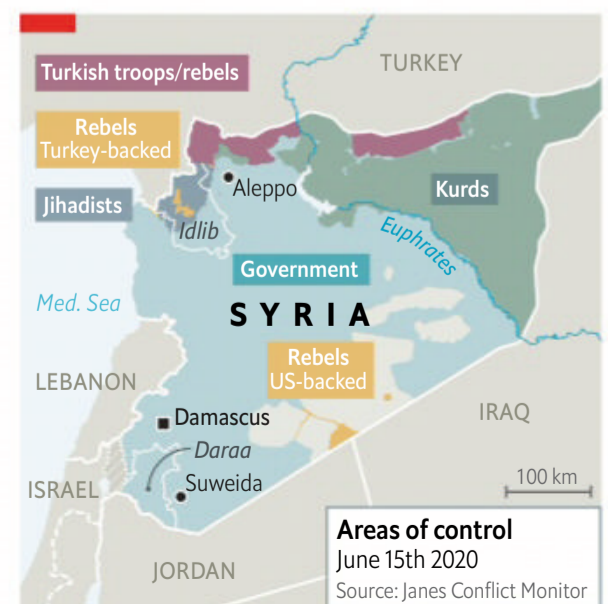 TURKEY
Turkish troops/rebels
Rebels
Turkey-backed
Aleppo
Kurds
Jihadists
Idlib
Euphrates
Government
Med. Sea
SYRIA
Rebels
US-backed
LEBANON
IRAQ
Damascus
Daraa
100 km
ISRAEL
Suweida
Areas of control
June 15th 2020
JORDAN
Source: Janes Conflict Monitor